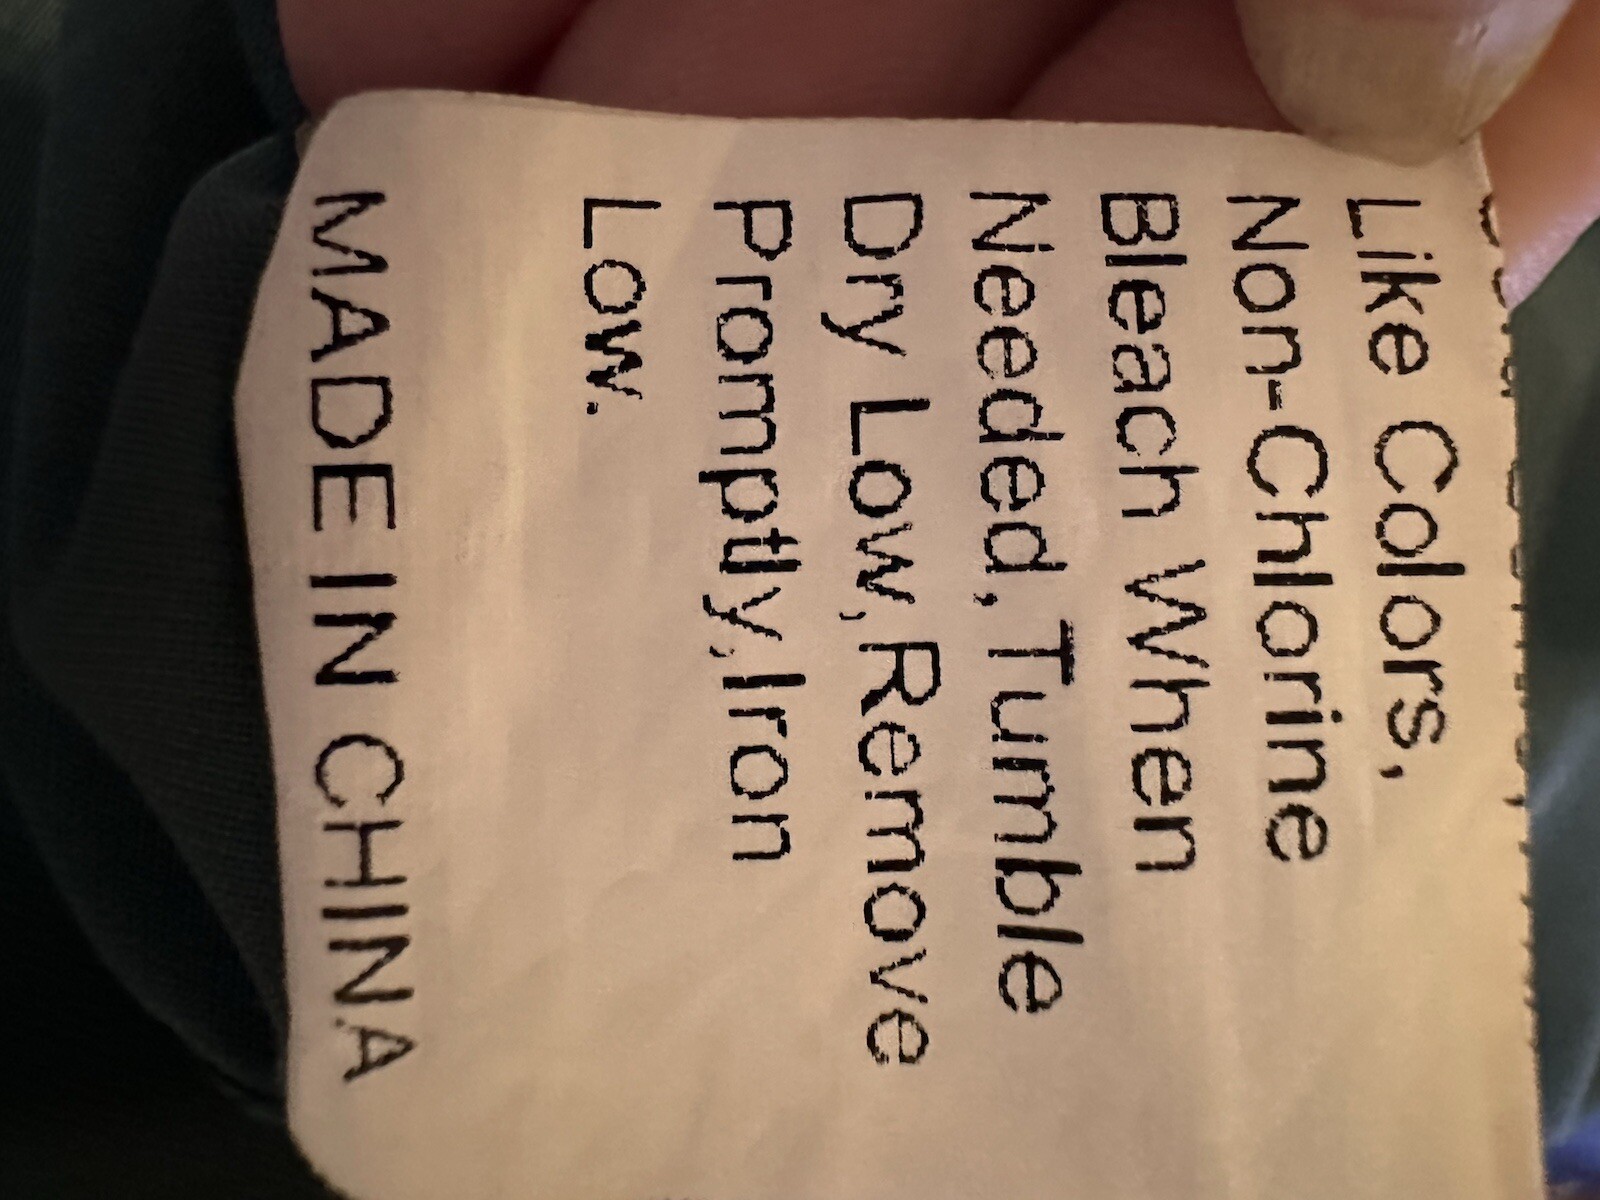 Like Colors,
Non-Chlorine
Bleach When
Needed,Tumble
Dry Low,Remove
Promptly,Iron
Low.
MADE IN CHINA